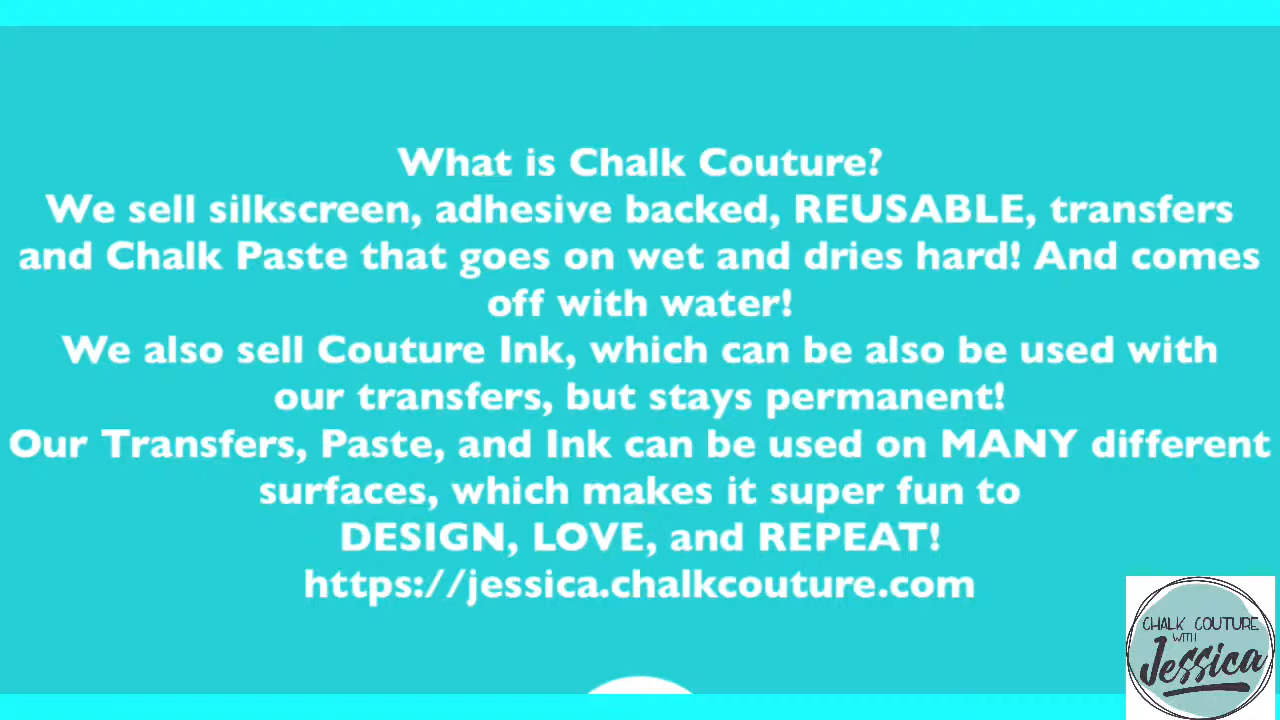 What is Chalk Couture?
We sell silkscreen, adhesive backed, REUSABLE, transfers
and Chalk Paste that goes on wet and dries hard! And comes
off with water!
We also sell Couture Ink, which can be also be used with
our transfers, but stays permanent!
Our Transfers, Paste, and Ink can be used on MANY different
surfaces, which makes it super fun to
DESIGN, LOVE, and REPEAT!
https://jessica.chalkcouture.com
CHALK COUTURE
WITH
Jessica